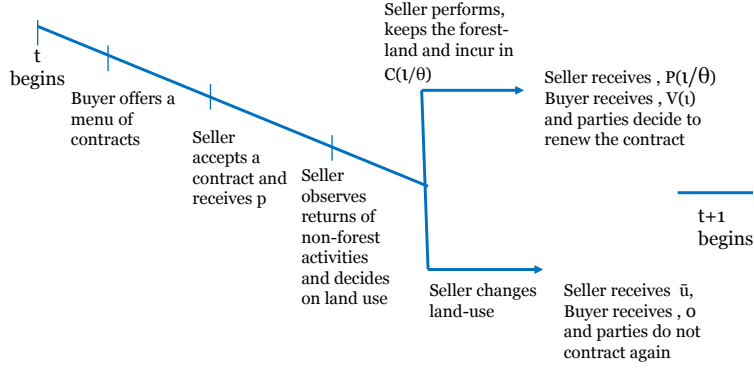 t
begins
Buyer offers a
menu of
contracts
Seller
accepts a
contract and
receives p
Seller
observes
returns of
non-forest
activities
and decides
on land use
Seller performs,
keeps the forest-
land and incur in
C(ι/θ)
Seller receives , P(ι/θ)
Buyer receives , V(ι)
and parties decide to
renew the contract
Seller changes
land-use
Seller receives ū,
Buyer receives , 0
and parties do not
contract again
t+1
begins